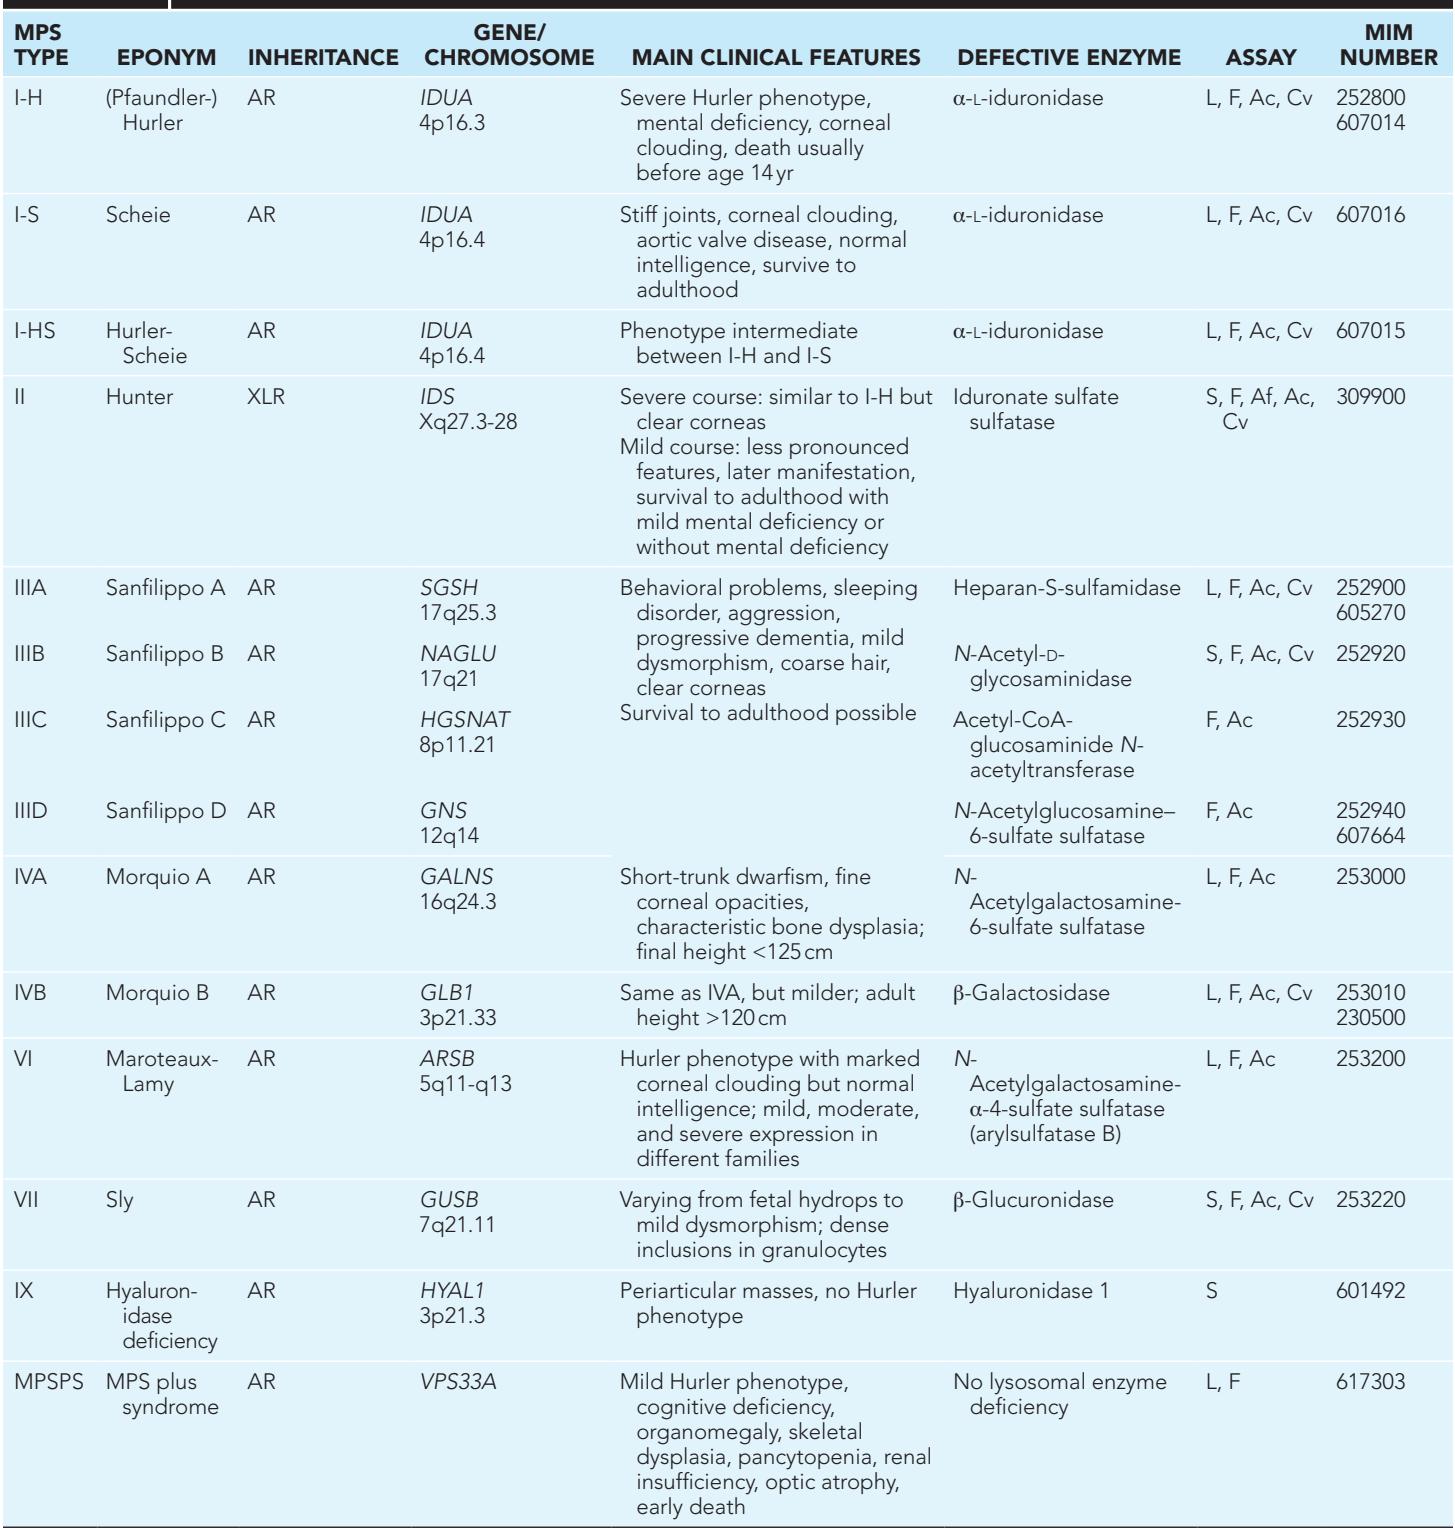 MPS TYPE EPONYM INHERITANCE GENE/CHROMOSOME MAIN CLINICAL FEATURES DEFECTIVE ENZYME ASSAY MIM NUMBER
I-H (Pfaundler-) AR IDUA Severe Hurler phenotype, α-L-iduronidase L, F, Ac, Cv 252800
Hurler 4p16.3 mental deficiency, corneal 607014
clouding, death usually
before age 14 yr
I-S Scheie AR IDUA Stiff joints, corneal clouding, α-L-iduronidase L, F, Ac, Cv 607016
4p16.4 aortic valve disease, normal
intelligence, survive to
adulthood
I-HS Hurler- AR IDUA Phenotype intermediate α-L-iduronidase L, F, Ac, Cv 607015
Scheie 4p16.4 between I-H and I-S
II Hunter XLR IDS Severe course: similar to I-H but Iduronate sulfate S, F, Af, Ac, 309900
Xq27.3-28 clear corneas sulfatase Cv
Mild course: less pronounced
features, later manifestation,
survival to adulthood with
mild mental deficiency or
without mental deficiency
IIIA Sanfilippo A AR SGSH Behavioral problems, sleeping Heparan-S-sulfamidase L, F, Ac, Cv 252900
17q25.3 disorder, aggression, 605270
progressive dementia, mild
IIIB Sanfilippo B AR NAGLU dysmorphism, coarse hair, N-Acetyl-D- S, F, Ac, Cv 252920
17q21 clear corneas glycosaminidase
IIIC Sanfilippo C AR HGSNAT Survival to adulthood possible Acetyl-CoA- F, Ac 252930
8p11.21 glucosaminide N-
acetyltransferase
IIID Sanfilippo D AR GNS N-Acetylglucosamine– F, Ac 252940
12q14 6-sulfate sulfatase 607664
IVA Morquio A AR GALNS Short-trunk dwarfism, fine N- L, F, Ac 253000
16q24.3 corneal opacities, Acetylgalactosamine-
characteristic bone dysplasia; 6-sulfate sulfatase
final height <125 cm
IVB Morquio B AR GLB1 Same as IVA, but milder; adult β-Galactosidase L, F, Ac, Cv 253010
3p21.33 height >120 cm 230500
VI Maroteaux- AR ARSB Hurler phenotype with marked N- L, F, Ac 253200
Lamy 5q11-q13 corneal clouding but normal Acetylgalactosamine-
intelligence; mild, moderate, α-4-sulfate sulfatase
and severe expression in (arylsulfatase B)
different families
VII Sly AR GUSB Varying from fetal hydrops to β-Glucuronidase S, F, Ac, Cv 253220
7q21.11 mild dysmorphism; dense
inclusions in granulocytes
IX Hyaluron- AR HYAL1 Periarticular masses, no Hurler Hyaluronidase 1 S 601492
idase 3p21.3 phenotype
deficiency
MPSPS MPS plus AR VPS33A Mild Hurler phenotype, No lysosomal enzyme L, F 617303
syndrome cognitive deficiency, deficiency
organomegaly, skeletal
dysplasia, pancytopenia, renal
insufficiency, optic atrophy,
early death